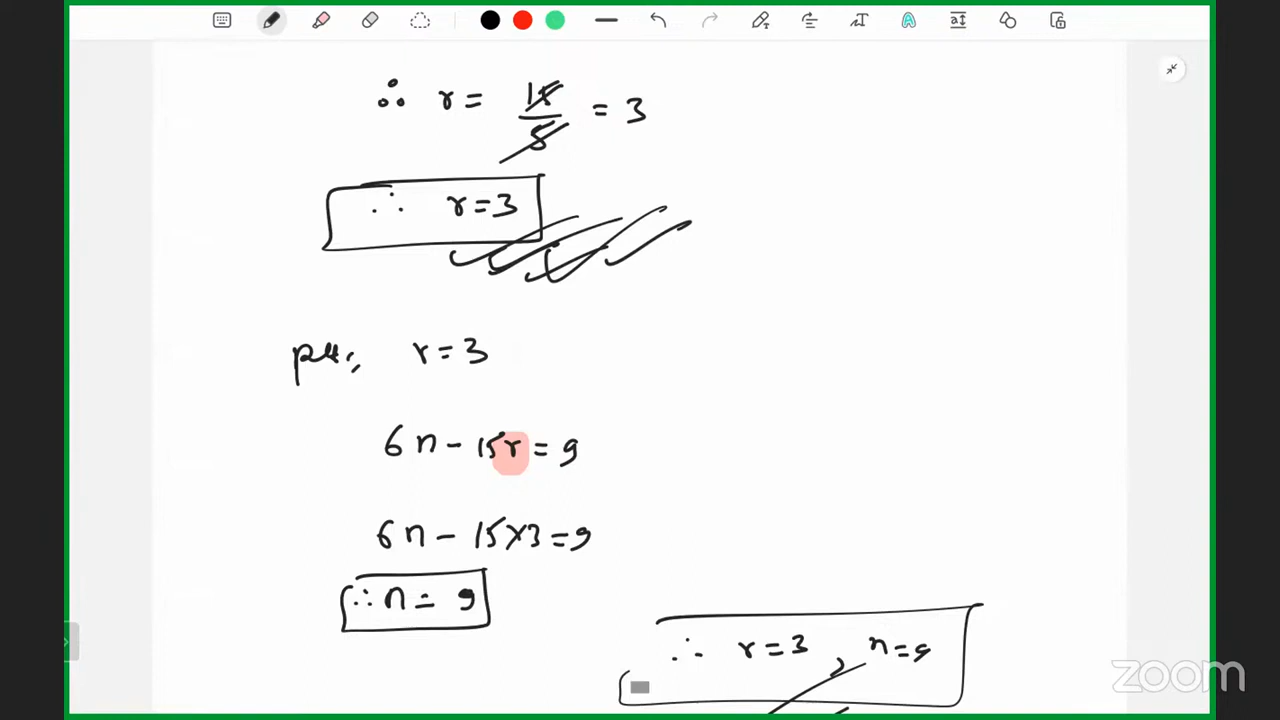 ∴ r = 15/5 = 3
∴ r = 3
put, r = 3
6n - 15r = 9
6n - 15×3 = 9
∴ n = 9
∴ r = 3, n = 9
zoom